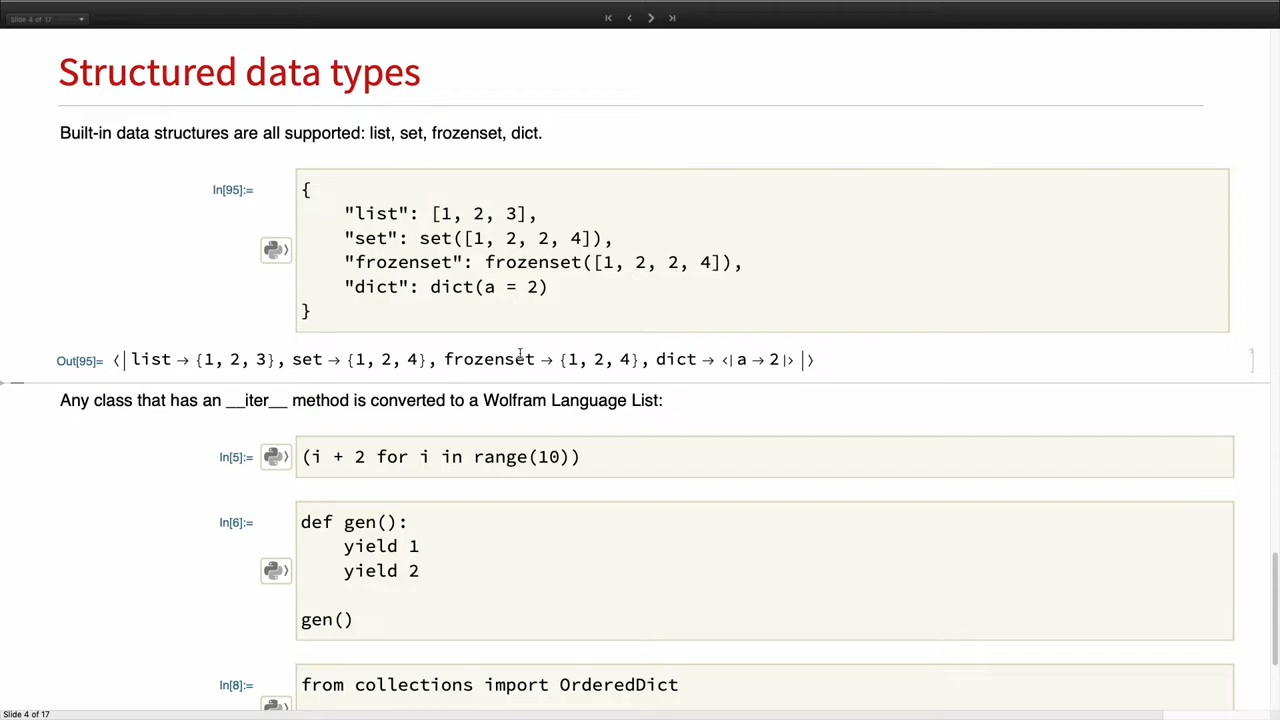 Slide 4 of 17
Structured data types
Built-in data structures are all supported: list, set, frozenset, dict.
In[95]:=
{
"list": [1, 2, 3],
"set": set([1, 2, 2, 4]),
"frozenset": frozenset([1, 2, 2, 4]),
"dict": dict(a = 2)
}
Out[95]= <| list → {1, 2, 3}, set → {1, 2, 4}, frozenset → {1, 2, 4}, dict → <| a → 2 |> |>
Any class that has an __iter__ method is converted to a Wolfram Language List:
In[5]:= (i + 2 for i in range(10))
In[6]:= def gen():
yield 1
yield 2
gen()
In[8]:= from collections import OrderedDict
Slide 4 of 17